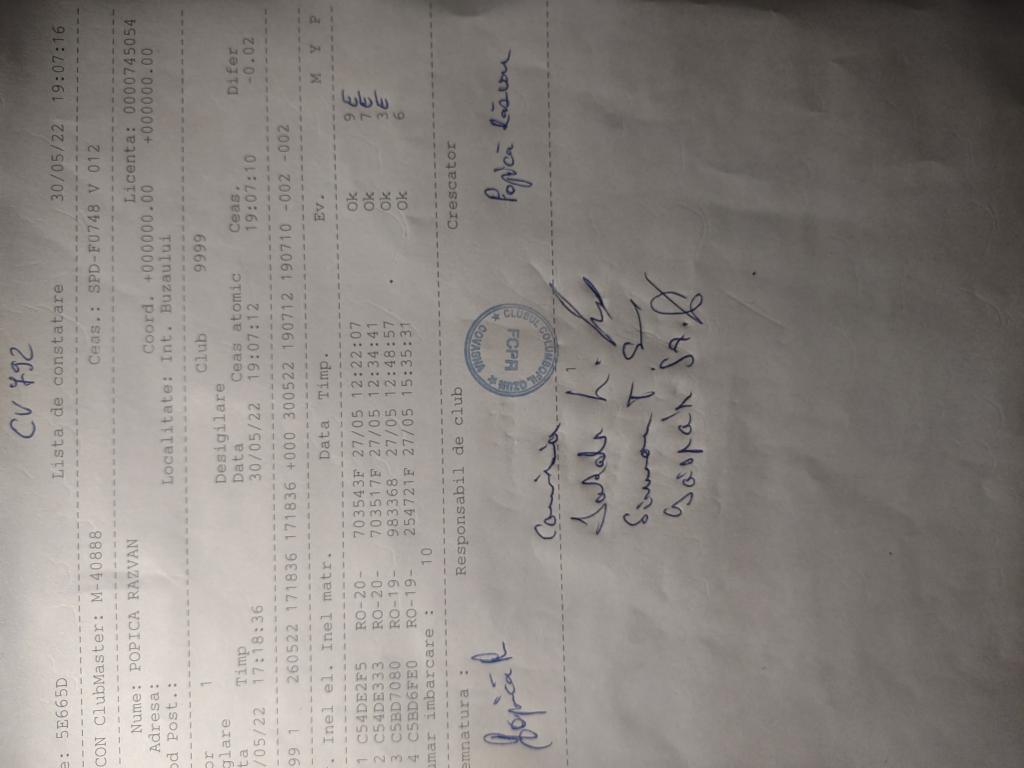 CV 792
e: 5E665D Lista de constatare 30/05/22 19:07:16
CON ClubMaster: M-40888 Ceas.: SPD-F0748 V 012
Nume: POPICA RAZVAN Licenta: 0000745054
Adresa: Coord. +000000.00 +000000.00
od Post.: Localitate: Int. Buzaului
or 1 Club 9999
glare Desigilare
ta Timp Data Ceas atomic Ceas. Difer
/05/22 17:18:36 30/05/22 19:07:12 19:07:10 -0.02
99 1 260522 171836 171836 +000 300522 190712 190710 -002 -002
. Inel el. Inel matr. Data Timp. Ev. M Y P
1 C54DE2F5 RO-20- 703543F 27/05 12:22:07 Ok 9 E
2 C54DE333 RO-20- 703517F 27/05 12:34:41 Ok 7 E
3 C5BD7080 RO-19- 983368 27/05 12:48:57 Ok 3 E
4 C5BD6FE0 RO-19- 254721F 27/05 15:35:31 Ok 6
umar imbarcare : 10
emnatura : Responsabil de club Crescator
Popică R Popică Răzvan
CLUBUL COLUMBOFIL OZUN
FCPR
Comisia
Simon